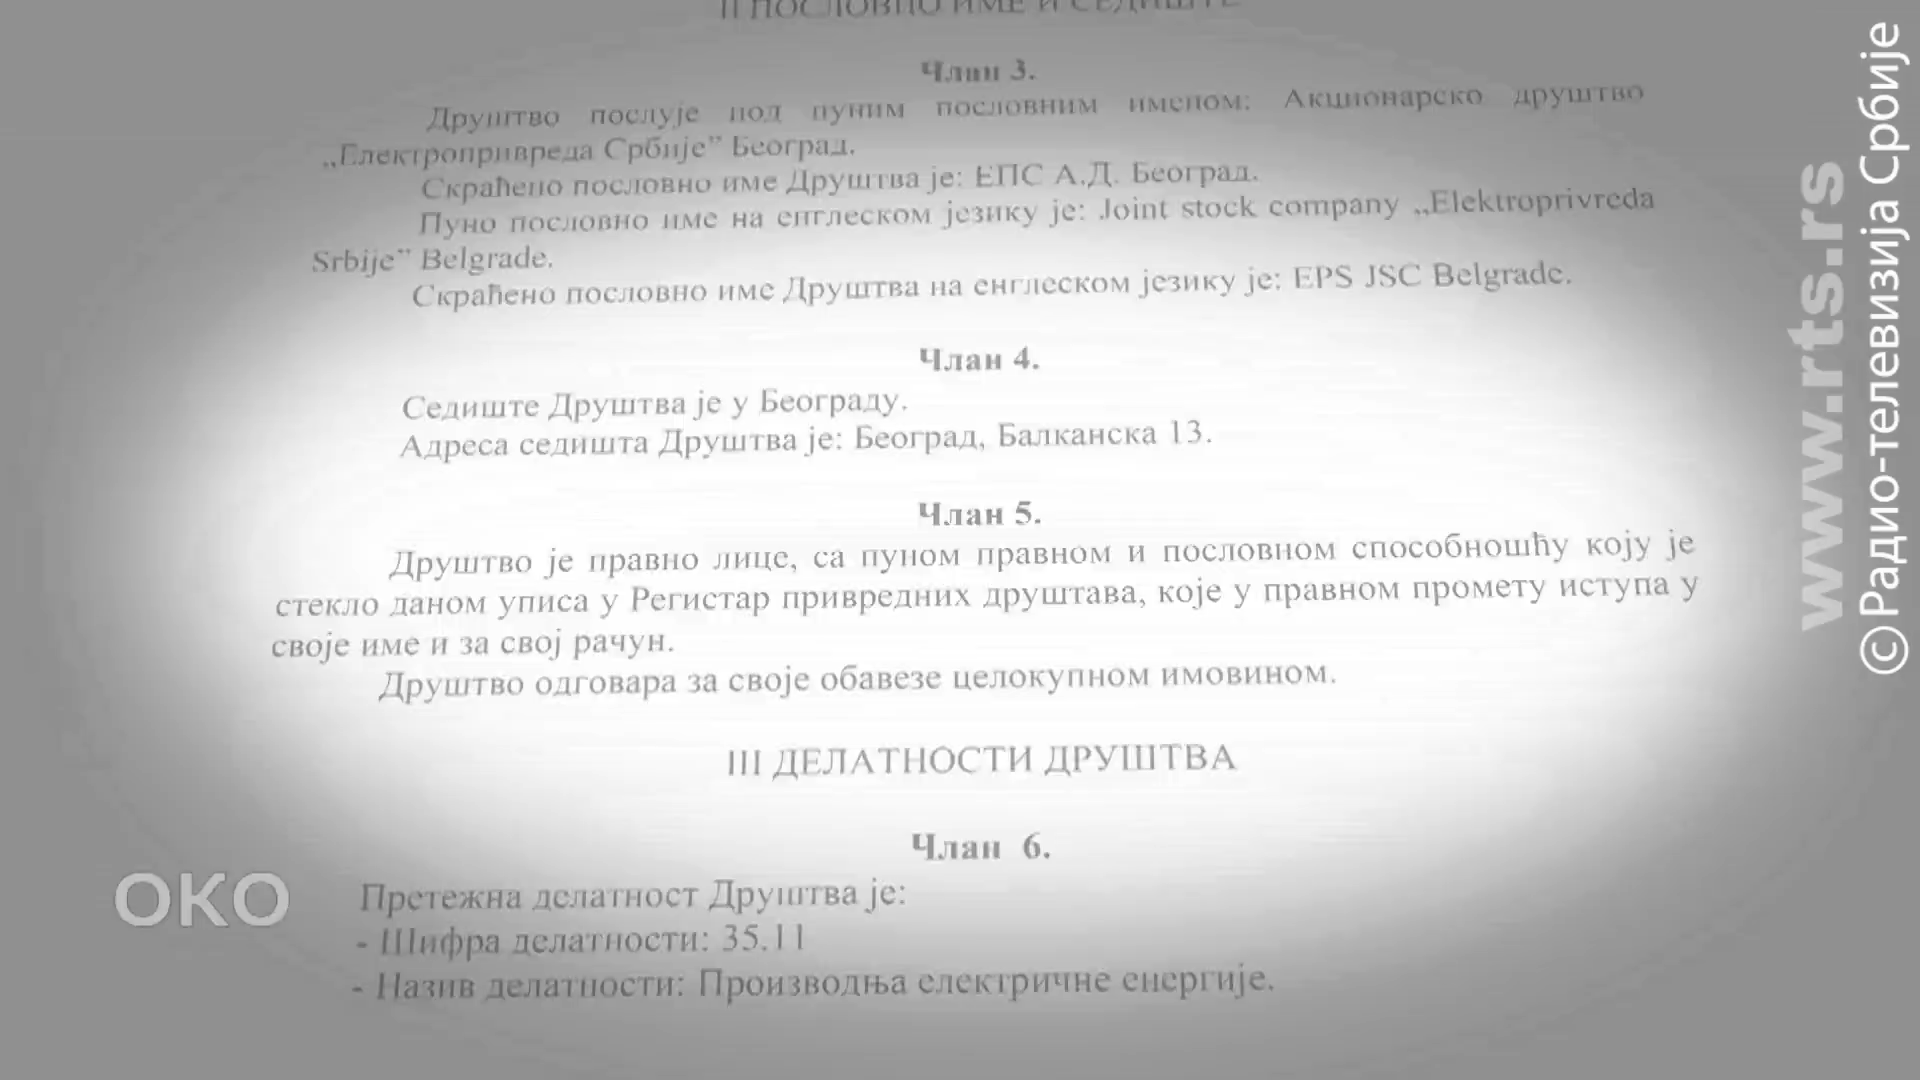 II ПОСЛОВНО ИМЕ И СЕДИШТЕ
Члан 3.
Друштво послује под пуним пословним именом: Акционарско друштво
„Електропривреда Србије” Београд.
Скраћено пословно име Друштва је: ЕПС А.Д. Београд.
Пуно пословно име на енглеском језику је: Joint stock company „Elektroprivreda
Srbije” Belgrade.
Скраћено пословно име Друштва на енглеском језику је: EPS JSC Belgrade.
Члан 4.
Седиште Друштва је у Београду.
Адреса седишта Друштва је: Београд, Балканска 13.
Члан 5.
Друштво је правно лице, са пуном правном и пословном способношћу коју је
стекло даном уписа у Регистар привредних друштава, које у правном промету иступа у
своје име и за свој рачун.
Друштво одговара за своје обавезе целокупном имовином.
III ДЕЛАТНОСТИ ДРУШТВА
Члан 6.
Претежна делатност Друштва је:
- Шифра делатности: 35.11
- Назив делатности: Производња електричне енергије.
ОКО
www.rts.rs
© Радио-телевизија Србије